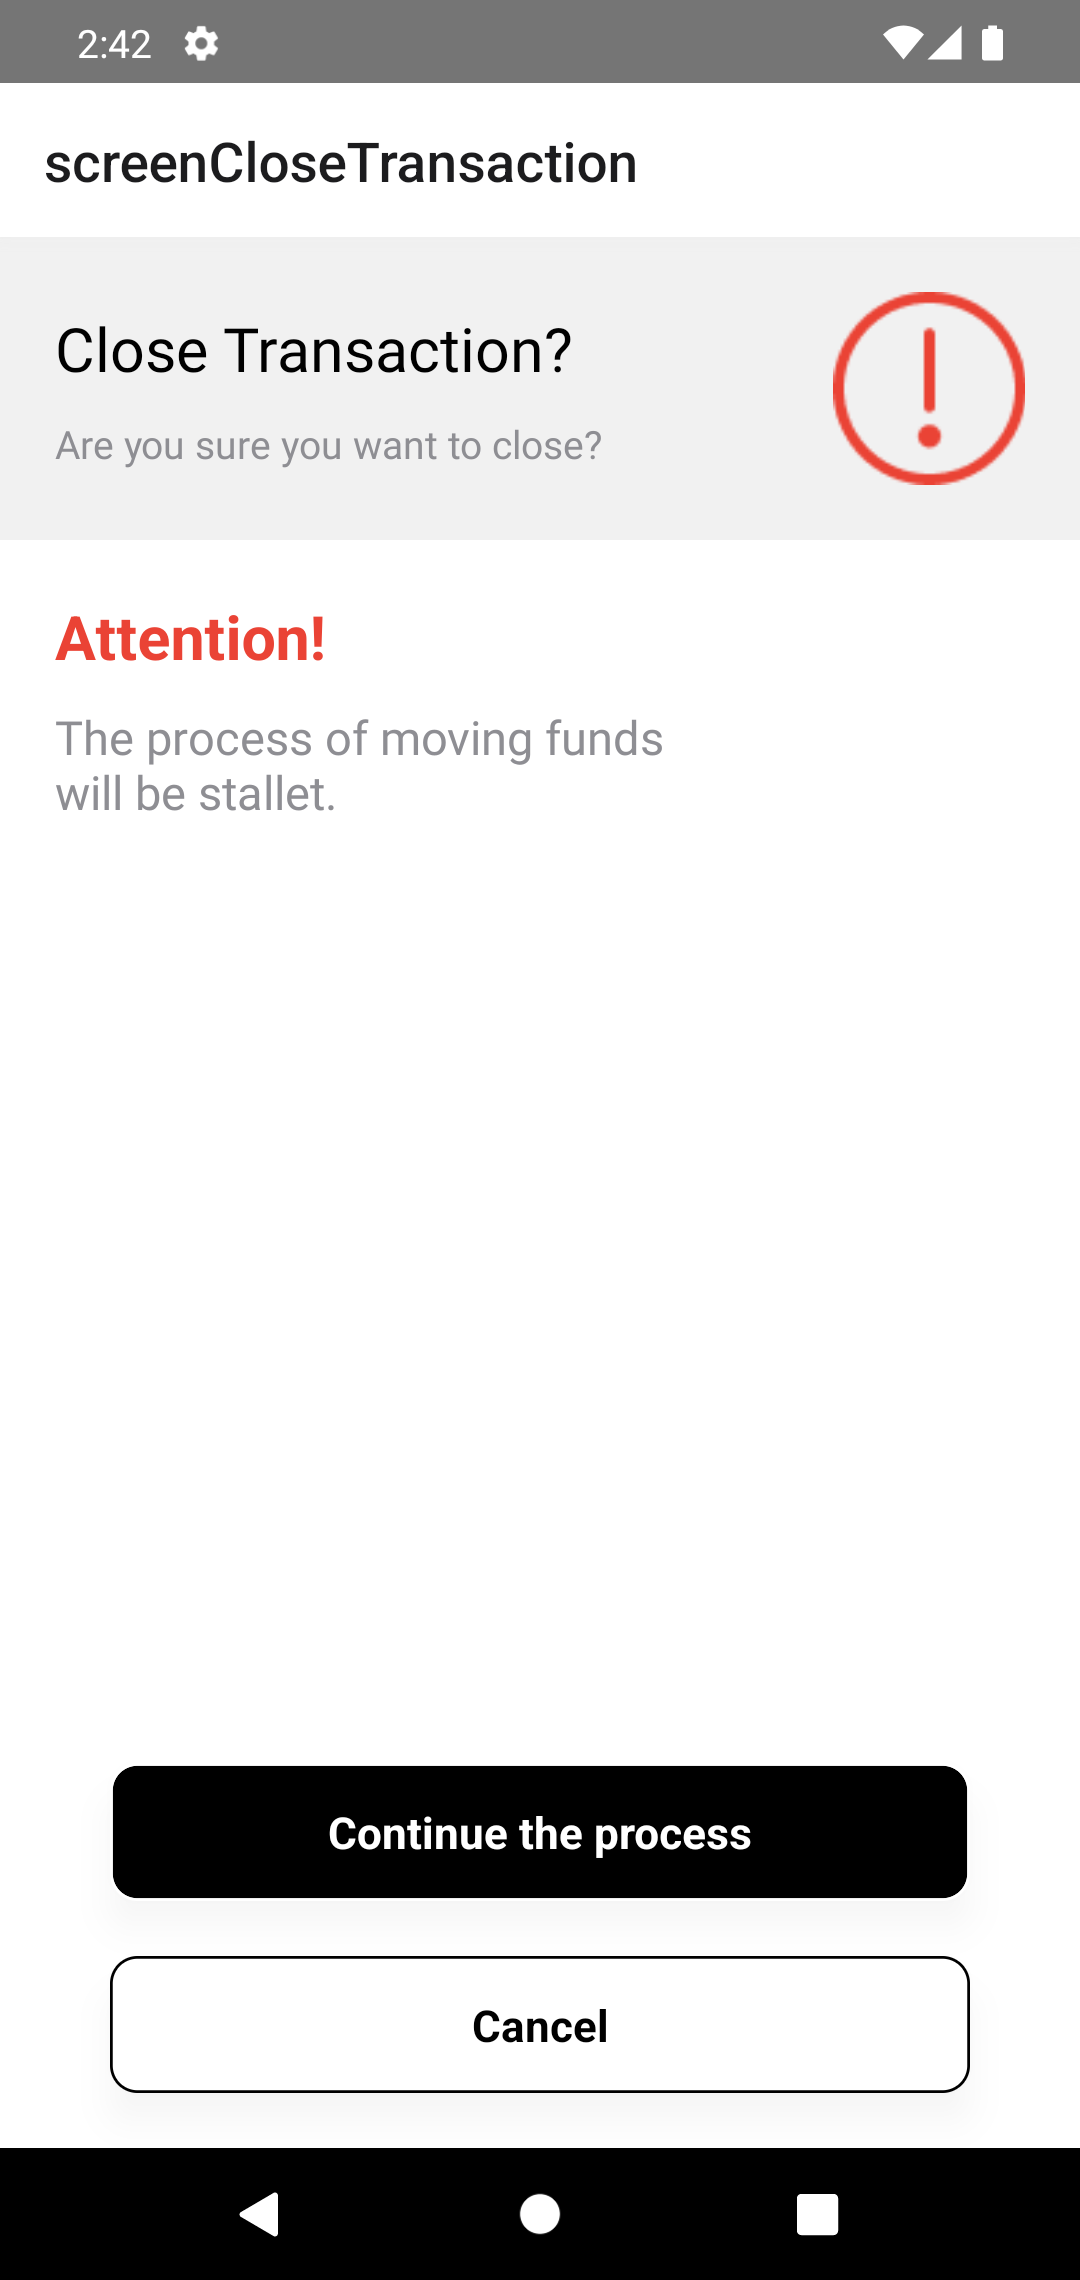 2:42
screenCloseTransaction
Close Transaction?
Are you sure you want to close?
Attention!
The process of moving funds
will be stallet.
Continue the process
Cancel